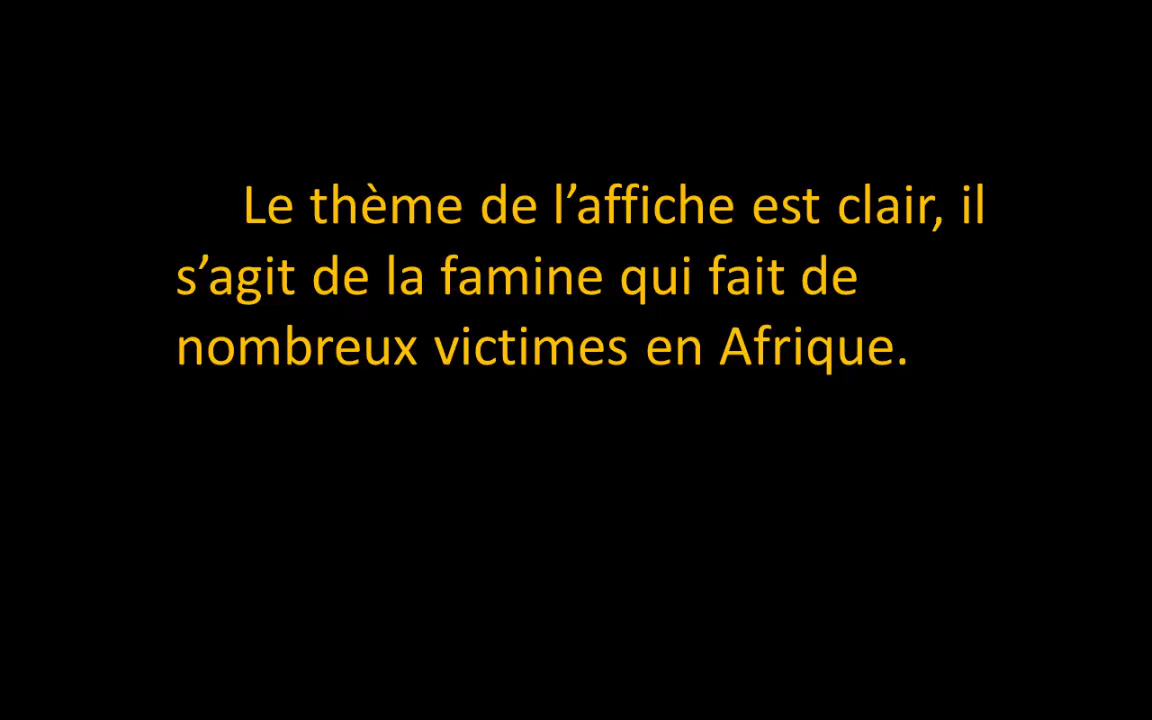 Le thème de l’affiche est clair, il
s’agit de la famine qui fait de
nombreux victimes en Afrique.